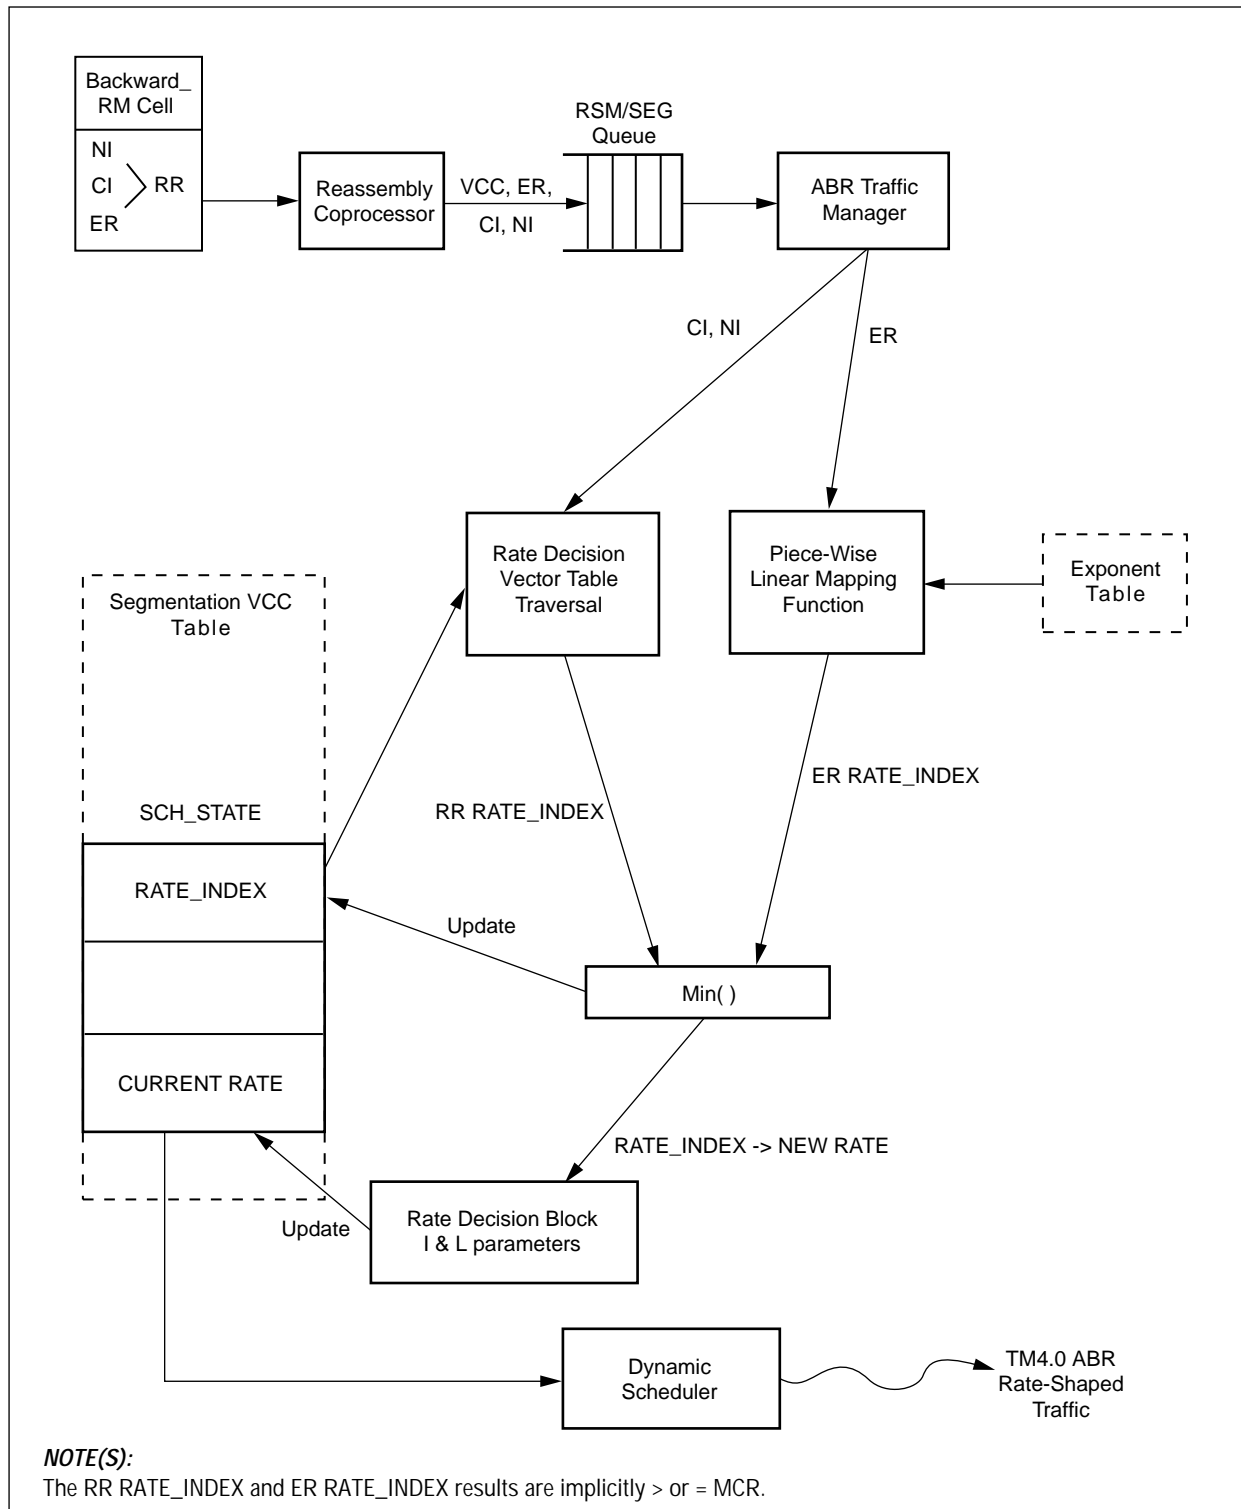 Backward_
RM Cell
NI
CI
RR
ER
Reassembly
Coprocessor
VCC, ER,
CI, NI
RSM/SEG
Queue
ABR Traffic
Manager
CI, NI
ER
Rate Decision
Vector Table
Traversal
Piece-Wise
Linear Mapping
Function
Exponent
Table
Segmentation VCC
Table
SCH_STATE
RATE_INDEX
CURRENT RATE
RR RATE_INDEX
ER RATE_INDEX
Update
Min( )
RATE_INDEX -> NEW RATE
Update
Rate Decision Block
I & L parameters
Dynamic
Scheduler
TM4.0 ABR
Rate-Shaped
Traffic
NOTE(S):
The RR RATE_INDEX and ER RATE_INDEX results are implicitly > or = MCR.